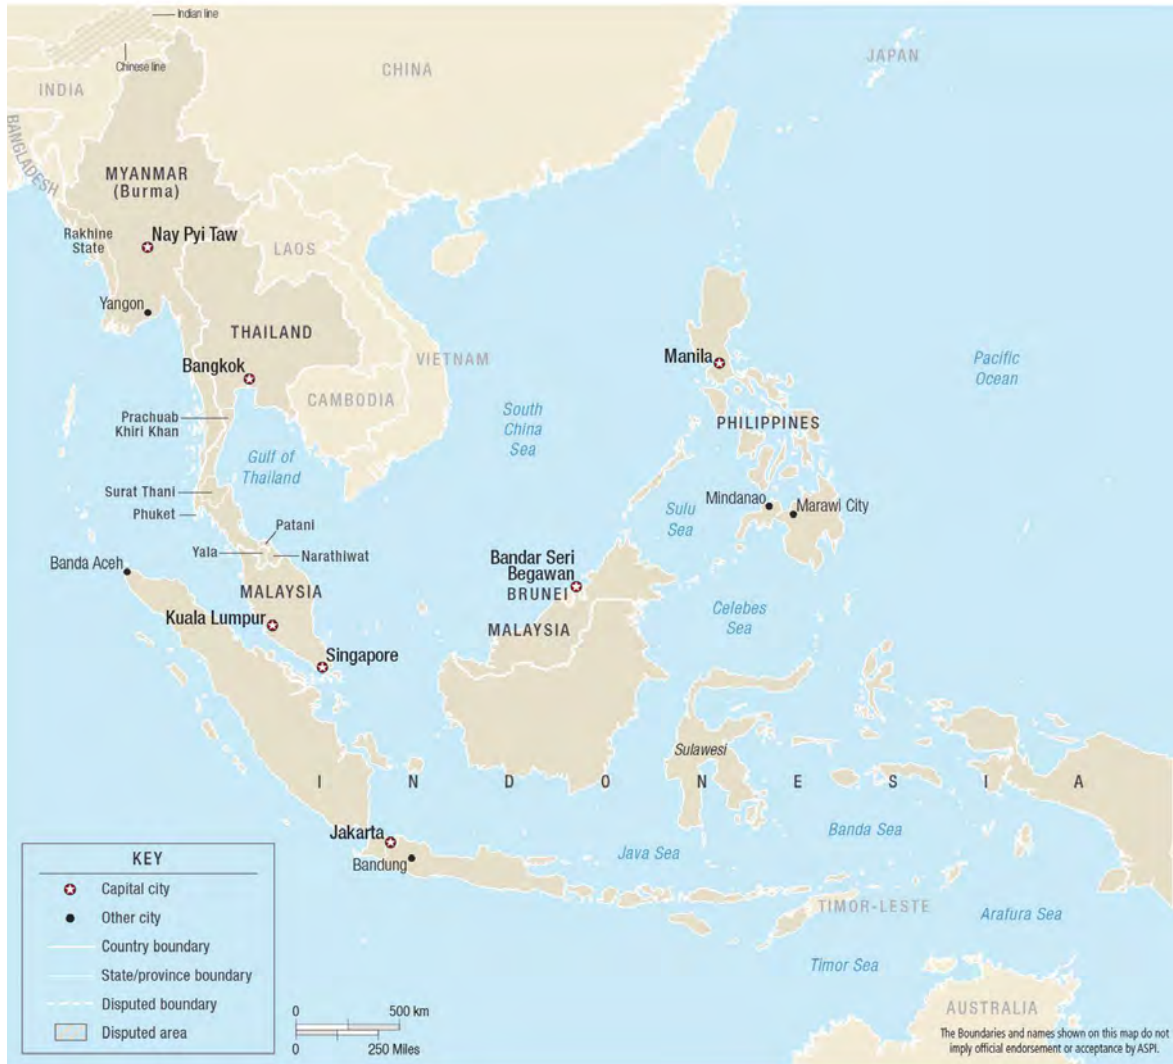 Indian line
Chinese line
INDIA
CHINA
JAPAN
BANGLADESH
MYANMAR
(Burma)
Rakhine
State
Nay Pyi Taw
LAOS
Yangon
THAILAND
Bangkok
VIETNAM
CAMBODIA
Manila
Pacific
Ocean
Prachuab
Khiri Khan
South
China
Sea
PHILIPPINES
Gulf of
Thailand
Surat Thani
Phuket
Mindanao
Marawi City
Sulu
Sea
Patani
Yala
Narathiwat
Banda Aceh
Bandar Seri
Begawan
BRUNEI
MALAYSIA
Kuala Lumpur
MALAYSIA
Celebes
Sea
Singapore
Sulawesi
INDONESIA
Jakarta
Bandung
Java Sea
Banda Sea
TIMOR-LESTE
Arafura Sea
Timor Sea
AUSTRALIA
KEY
Capital city
Other city
Country boundary
State/province boundary
Disputed boundary
Disputed area
0 500 km
0 250 Miles
The Boundaries and names shown on this map do not
imply official endorsement or acceptance by ASPI.